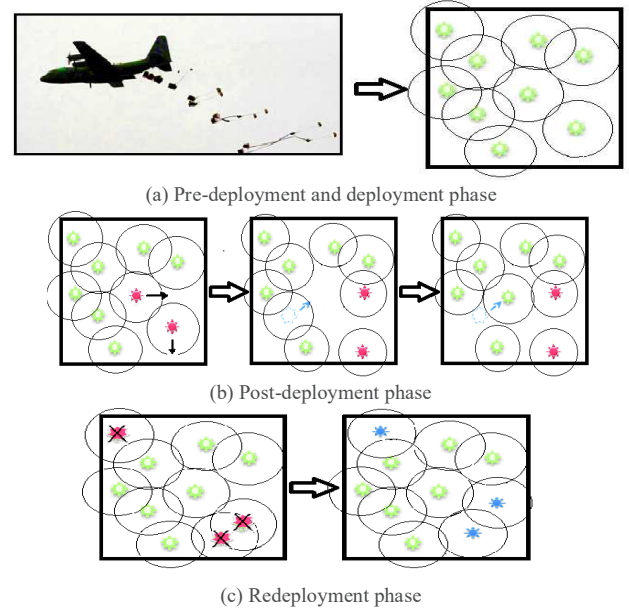 (a) Pre-deployment and deployment phase
(b) Post-deployment phase
(c) Redeployment phase